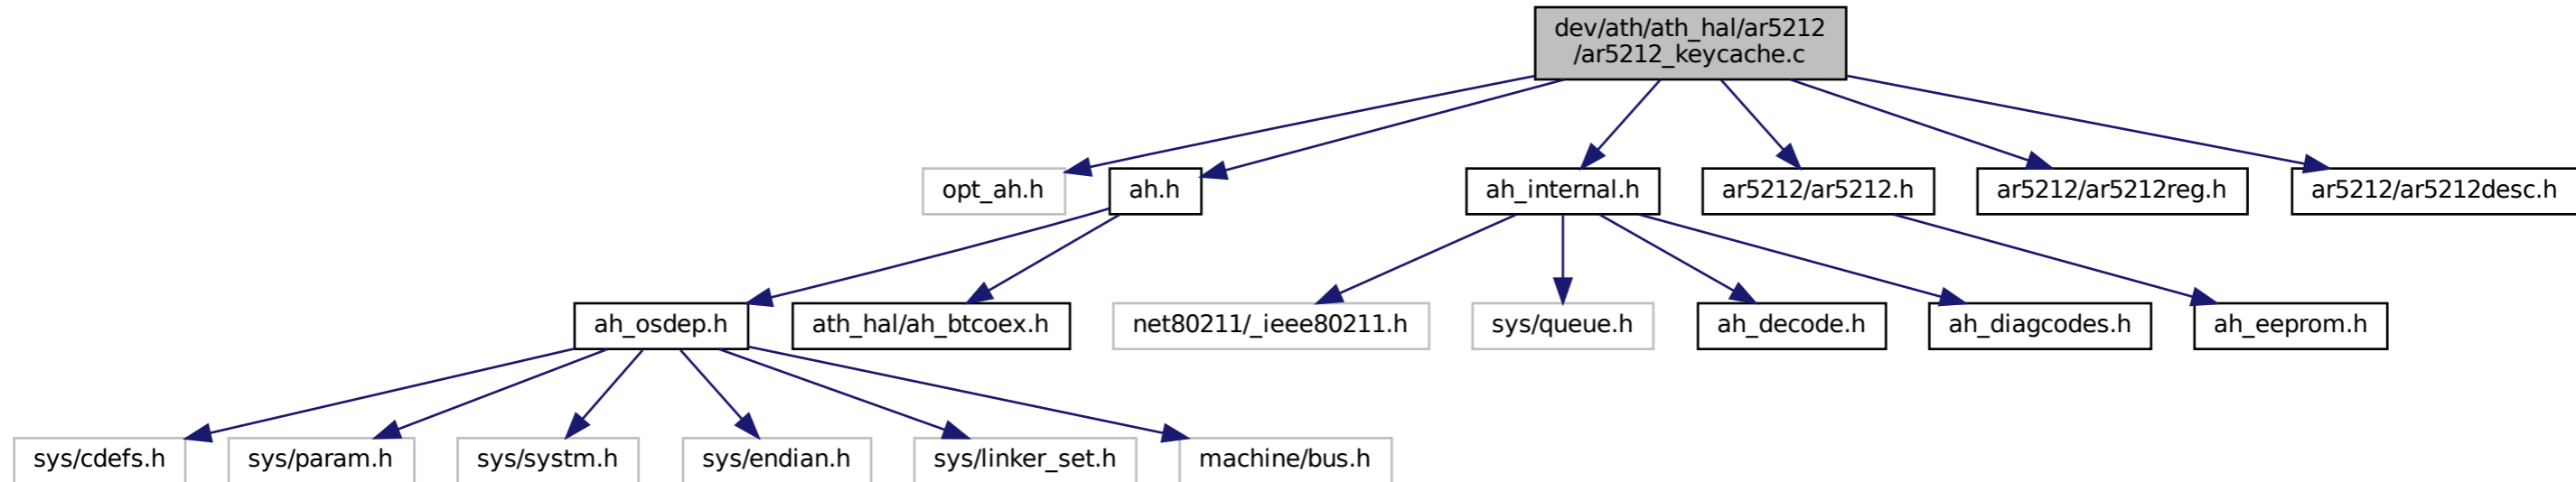 dev/ath/ath_hal/ar5212
/ar5212_keycache.c
opt_ah.h
ah.h
ah_internal.h
ar5212/ar5212.h
ar5212/ar5212reg.h
ar5212/ar5212desc.h
ah_osdep.h
ath_hal/ah_btcoex.h
net80211/_ieee80211.h
sys/queue.h
ah_decode.h
ah_diagcodes.h
ah_eeprom.h
sys/cdefs.h
sys/param.h
sys/systm.h
sys/endian.h
sys/linker_set.h
machine/bus.h